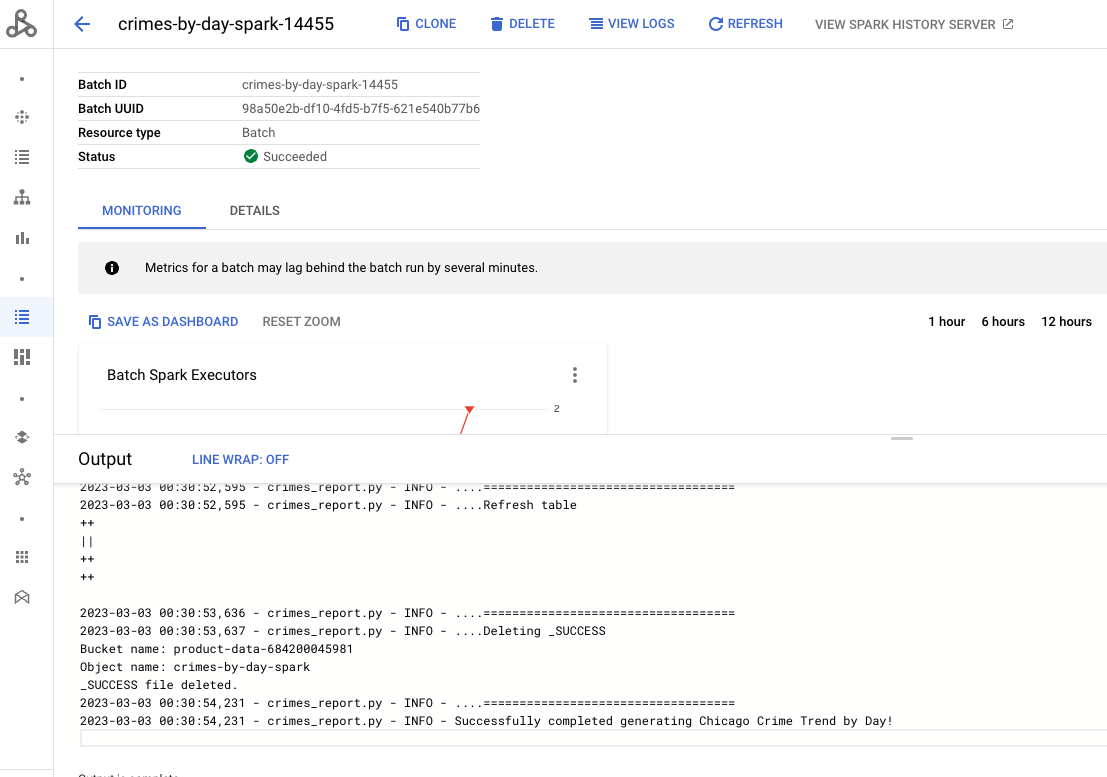 crimes-by-day-spark-14455 CLONE DELETE VIEW LOGS REFRESH VIEW SPARK HISTORY SERVER
Batch ID crimes-by-day-spark-14455
Batch UUID 98a50e2b-df10-4fd5-b7f5-621e540b77b6
Resource type Batch
Status Succeeded
MONITORING DETAILS
Metrics for a batch may lag behind the batch run by several minutes.
SAVE AS DASHBOARD RESET ZOOM 1 hour 6 hours 12 hours
Batch Spark Executors
2
Output LINE WRAP: OFF
2023-03-03 00:30:52,595 - crimes_report.py - INFO - ....===================================
2023-03-03 00:30:52,595 - crimes_report.py - INFO - ....Refresh table
++
||
++
++
2023-03-03 00:30:53,636 - crimes_report.py - INFO - ....===================================
2023-03-03 00:30:53,637 - crimes_report.py - INFO - ....Deleting _SUCCESS
Bucket name: product-data-684200045981
Object name: crimes-by-day-spark
_SUCCESS file deleted.
2023-03-03 00:30:54,231 - crimes_report.py - INFO - ....===================================
2023-03-03 00:30:54,231 - crimes_report.py - INFO - Successfully completed generating Chicago Crime Trend by Day!
Output is complete